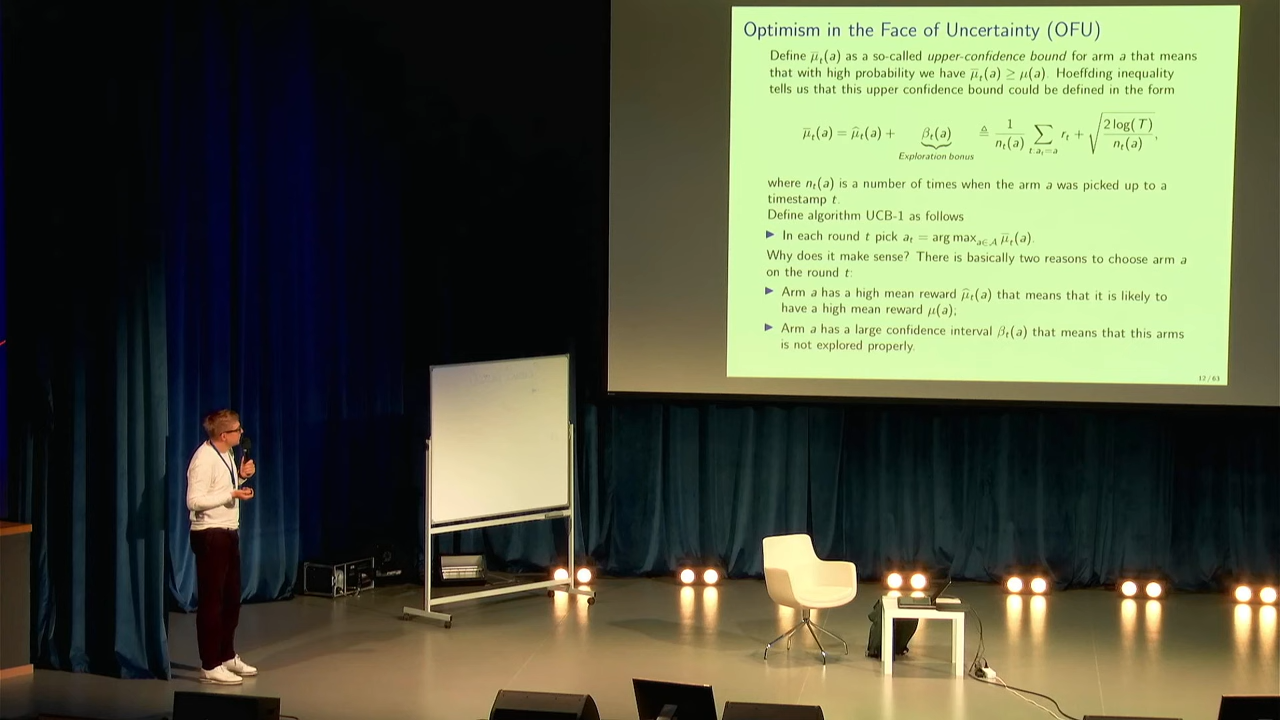 Optimism in the Face of Uncertainty (OFU)
Define μ̅ₜ(a) as a so-called upper-confidence bound for arm a that means
that with high probability we have μ̅ₜ(a) ≥ μ(a). Hoeffding inequality
tells us that this upper confidence bound could be defined in the form
μ̅ₜ(a) = μ̂ₜ(a) + βₜ(a) ≜ 1/nₜ(a) ∑ t:aₜ=a rₜ + √(2 log(T)/nₜ(a)),
Exploration bonus
where nₜ(a) is a number of times when the arm a was picked up to a
timestamp t.
Define algorithm UCB-1 as follows
▶ In each round t pick aₜ = arg max a∈𝒜 μ̅ₜ(a).
Why does it make sense? There is basically two reasons to choose arm a
on the round t:
▶ Arm a has a high mean reward μ̂ₜ(a) that means that it is likely to
have a high mean reward μ(a);
▶ Arm a has a large confidence interval βₜ(a) that means that this arms
is not explored properly.
12 / 63